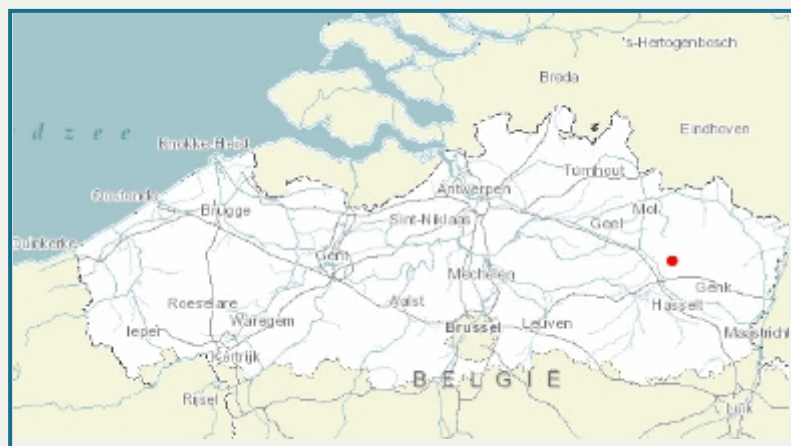 's-Hertogenbosch
Breda
Eindhoven
d z e e
Knokke-Heist
Turnhout
Antwerpen
Mol
Oostende
Brugge
Sint-Niklaas
Geel
Duinkerke
Gent
Mechelen
Genk
Roeselare
Aalst
Hasselt
Ieper
Waregem
Brussel
Leuven
Maastricht
Kortrijk
BELGIË
Rijsel
Luik